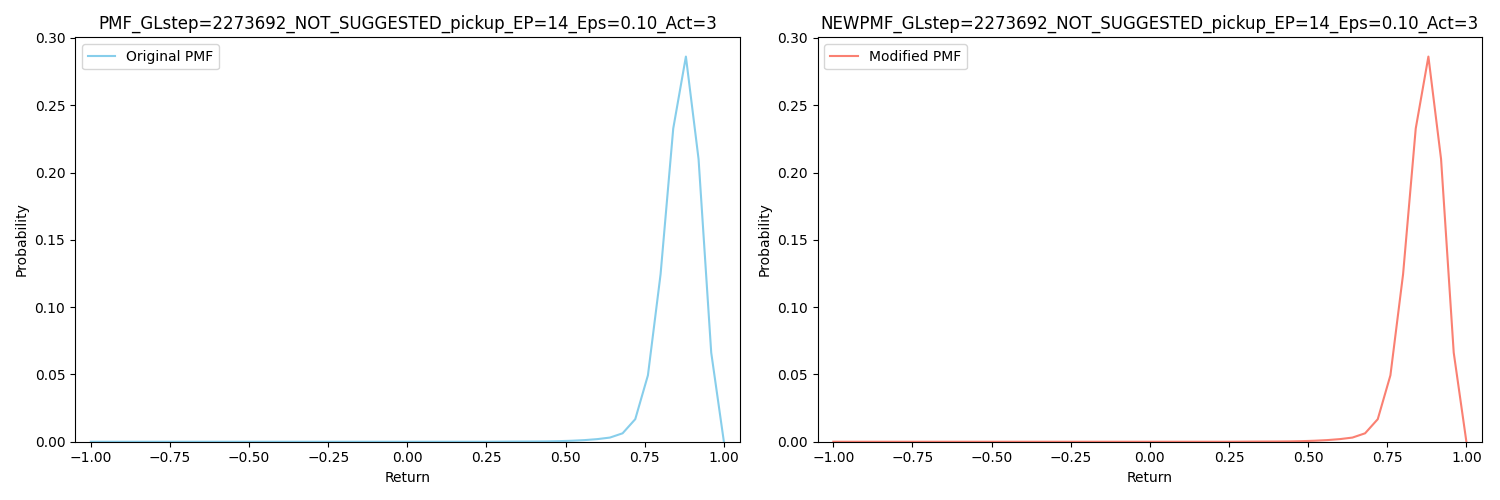 PMF_GLstep=2273692_NOT_SUGGESTED_pickup_EP=14_Eps=0.10_Act=3
Original PMF
0.30
0.25
0.20
0.15
0.10
0.05
0.00
Probability
−1.00 −0.75 −0.50 −0.25 0.00 0.25 0.50 0.75 1.00
Return
NEWPMF_GLstep=2273692_NOT_SUGGESTED_pickup_EP=14_Eps=0.10_Act=3
Modified PMF
0.30
0.25
0.20
0.15
0.10
0.05
0.00
Probability
−1.00 −0.75 −0.50 −0.25 0.00 0.25 0.50 0.75 1.00
Return